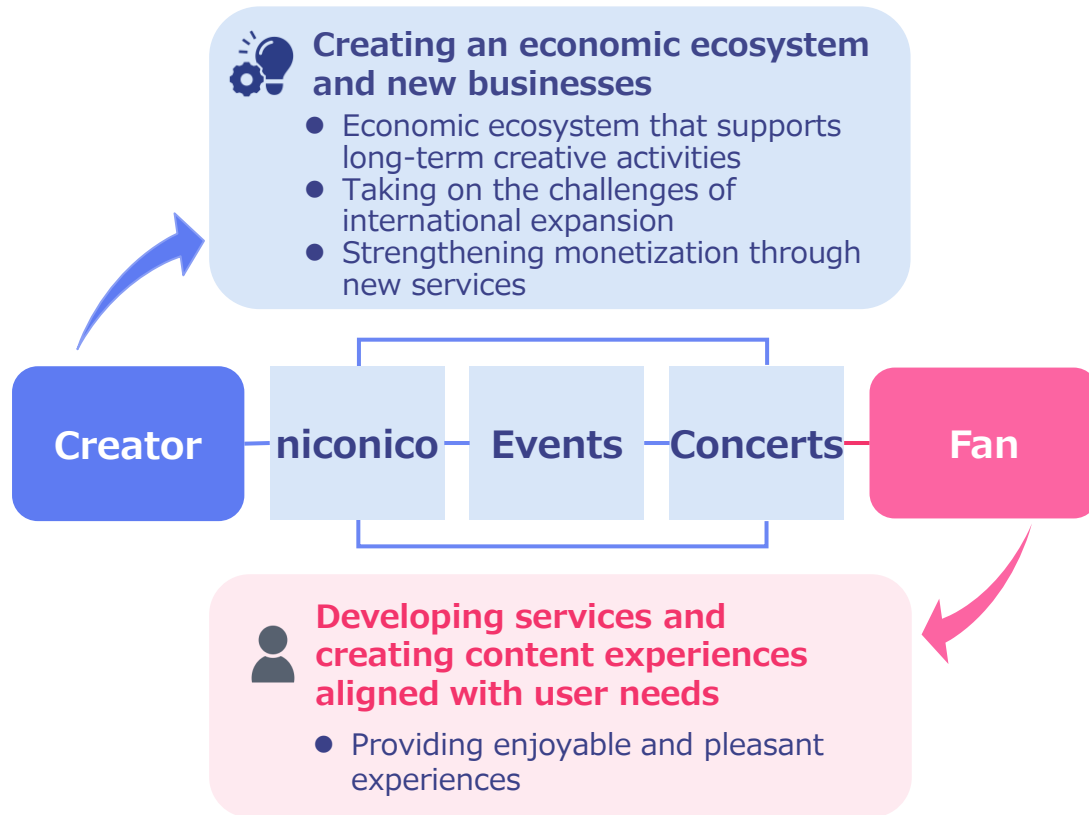 Creating an economic ecosystem
and new businesses
● Economic ecosystem that supports
long-term creative activities
● Taking on the challenges of
international expansion
● Strengthening monetization through
new services
Creator
niconico
Events
Concerts
Fan
Developing services and
creating content experiences
aligned with user needs
● Providing enjoyable and pleasant
experiences